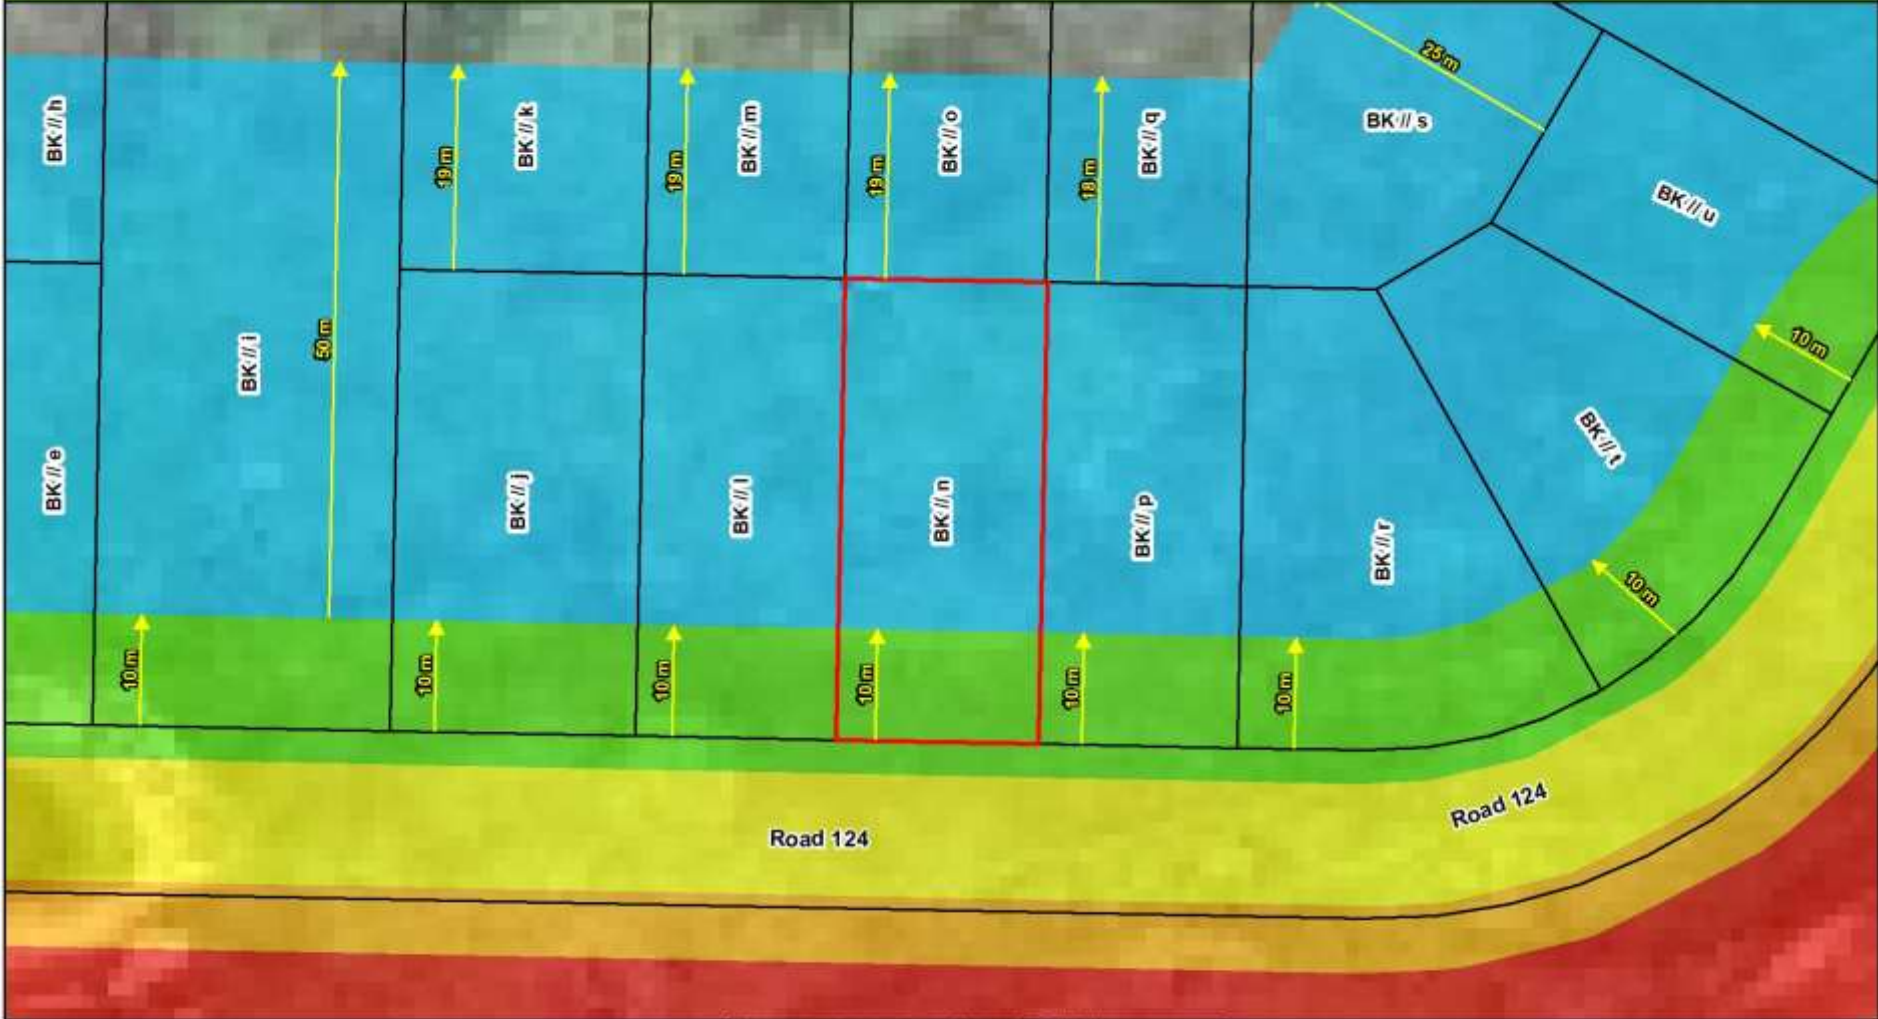 25 m
BK // h
BK // k
BK // m
BK // o
BK // q
BK // s
19 m
19 m
19 m
18 m
BK // u
50 m
BK // i
10 m
BK // e
BK // j
BK // l
BK // n
BK // p
BK // r
BK // t
10 m
10 m
10 m
10 m
10 m
10 m
10 m
Road 124
Road 124